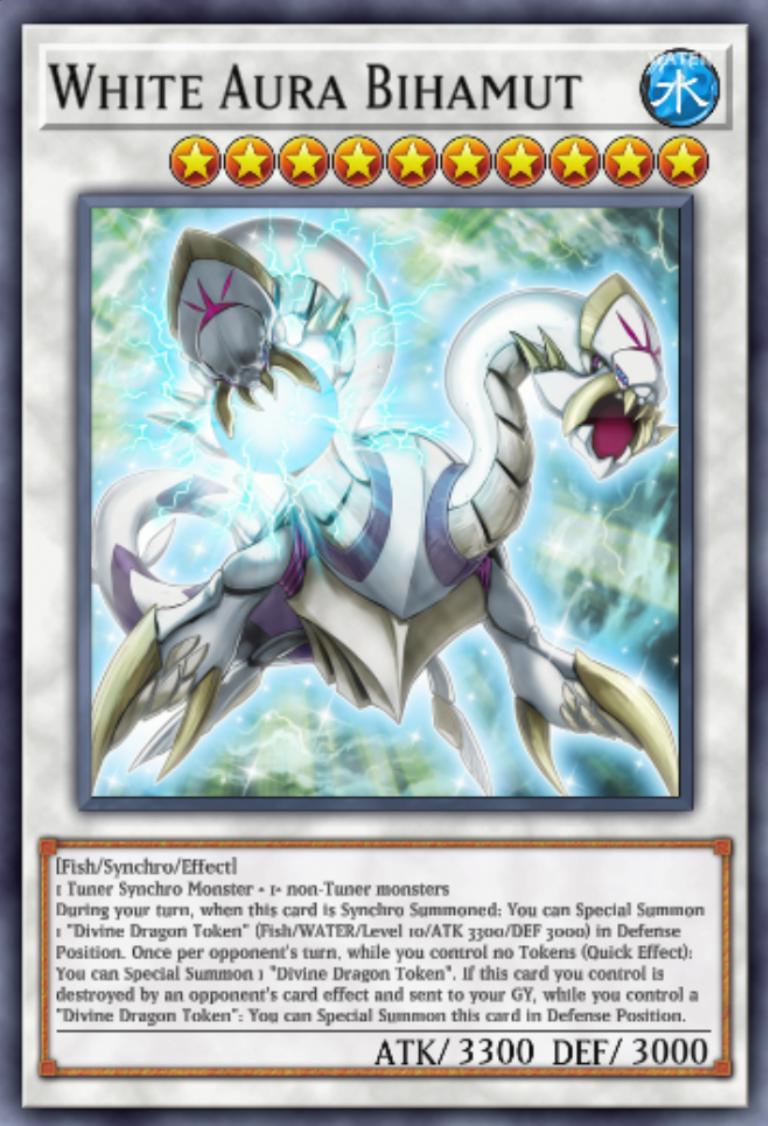 White Aura Bihamut
WATER
水
[Fish/Synchro/Effect]
1 Tuner Synchro Monster + 1+ non-Tuner monsters
During your turn, when this card is Synchro Summoned: You can Special Summon
1 "Divine Dragon Token" (Fish/WATER/Level 10/ATK 3300/DEF 3000) in Defense
Position. Once per opponent's turn, while you control no Tokens (Quick Effect):
You can Special Summon 1 "Divine Dragon Token". If this card you control is
destroyed by an opponent's card effect and sent to your GY, while you control a
"Divine Dragon Token": You can Special Summon this card in Defense Position.
ATK/ 3300 DEF/ 3000